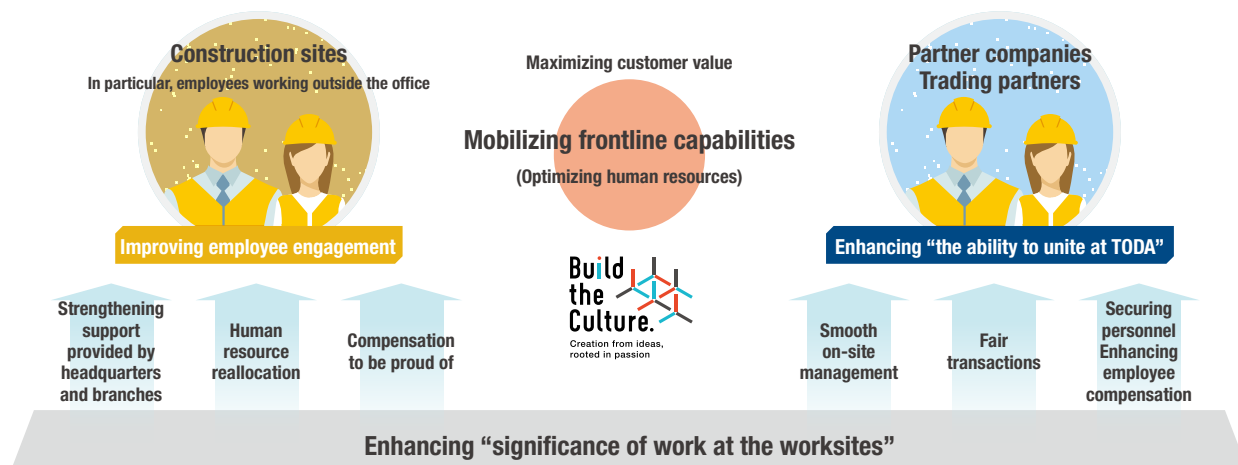 Construction sites
In particular, employees working outside the office
Improving employee engagement
Maximizing customer value
Mobilizing frontline capabilities
(Optimizing human resources)
Partner companies
Trading partners
Enhancing “the ability to unite at TODA”
Build
the
Culture.
Creation from ideas,
rooted in passion
Strengthening
support
provided by
headquarters
and branches
Human
resource
reallocation
Compensation
to be proud of
Smooth
on-site
management
Fair
transactions
Securing
personnel
Enhancing
employee
compensation
Enhancing “significance of work at the worksites”